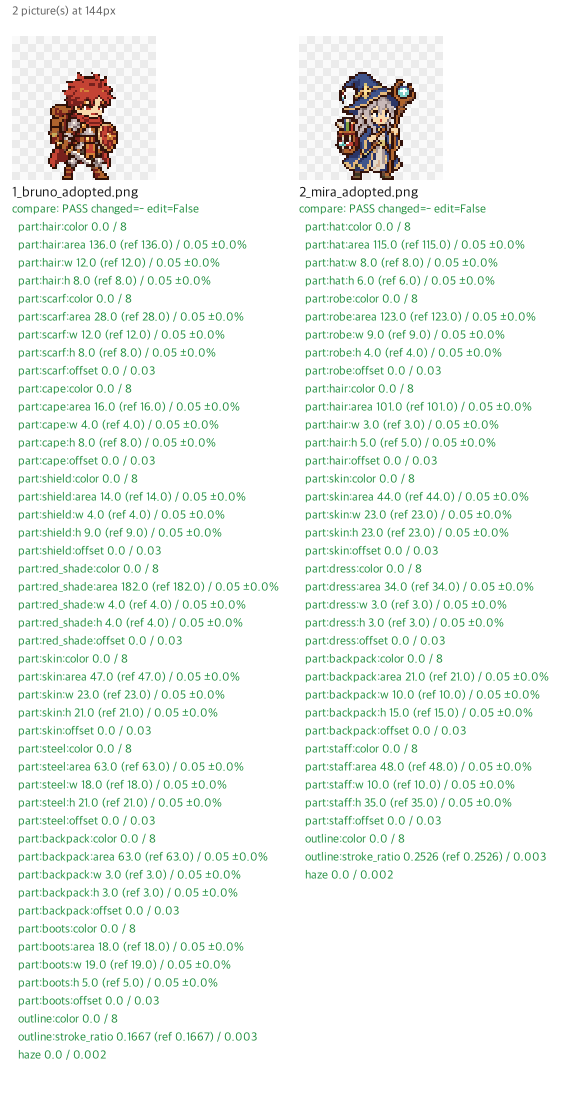 2 picture(s) at 144px
1_bruno_adopted.png
compare: PASS changed=- edit=False
part:hair:color 0.0 / 8
part:hair:area 136.0 (ref 136.0) / 0.05 ±0.0%
part:hair:w 12.0 (ref 12.0) / 0.05 ±0.0%
part:hair:h 8.0 (ref 8.0) / 0.05 ±0.0%
part:scarf:color 0.0 / 8
part:scarf:area 28.0 (ref 28.0) / 0.05 ±0.0%
part:scarf:w 12.0 (ref 12.0) / 0.05 ±0.0%
part:scarf:h 8.0 (ref 8.0) / 0.05 ±0.0%
part:scarf:offset 0.0 / 0.03
part:cape:color 0.0 / 8
part:cape:area 16.0 (ref 16.0) / 0.05 ±0.0%
part:cape:w 4.0 (ref 4.0) / 0.05 ±0.0%
part:cape:h 8.0 (ref 8.0) / 0.05 ±0.0%
part:cape:offset 0.0 / 0.03
part:shield:color 0.0 / 8
part:shield:area 14.0 (ref 14.0) / 0.05 ±0.0%
part:shield:w 4.0 (ref 4.0) / 0.05 ±0.0%
part:shield:h 9.0 (ref 9.0) / 0.05 ±0.0%
part:shield:offset 0.0 / 0.03
part:red_shade:color 0.0 / 8
part:red_shade:area 182.0 (ref 182.0) / 0.05 ±0.0%
part:red_shade:w 4.0 (ref 4.0) / 0.05 ±0.0%
part:red_shade:h 4.0 (ref 4.0) / 0.05 ±0.0%
part:red_shade:offset 0.0 / 0.03
part:skin:color 0.0 / 8
part:skin:area 47.0 (ref 47.0) / 0.05 ±0.0%
part:skin:w 23.0 (ref 23.0) / 0.05 ±0.0%
part:skin:h 21.0 (ref 21.0) / 0.05 ±0.0%
part:skin:offset 0.0 / 0.03
part:steel:color 0.0 / 8
part:steel:area 63.0 (ref 63.0) / 0.05 ±0.0%
part:steel:w 18.0 (ref 18.0) / 0.05 ±0.0%
part:steel:h 21.0 (ref 21.0) / 0.05 ±0.0%
part:steel:offset 0.0 / 0.03
part:backpack:color 0.0 / 8
part:backpack:area 63.0 (ref 63.0) / 0.05 ±0.0%
part:backpack:w 3.0 (ref 3.0) / 0.05 ±0.0%
part:backpack:h 3.0 (ref 3.0) / 0.05 ±0.0%
part:backpack:offset 0.0 / 0.03
part:boots:color 0.0 / 8
part:boots:area 18.0 (ref 18.0) / 0.05 ±0.0%
part:boots:w 19.0 (ref 19.0) / 0.05 ±0.0%
part:boots:h 5.0 (ref 5.0) / 0.05 ±0.0%
part:boots:offset 0.0 / 0.03
outline:color 0.0 / 8
outline:stroke_ratio 0.1667 (ref 0.1667) / 0.003
haze 0.0 / 0.002
2_mira_adopted.png
compare: PASS changed=- edit=False
part:hat:color 0.0 / 8
part:hat:area 115.0 (ref 115.0) / 0.05 ±0.0%
part:hat:w 8.0 (ref 8.0) / 0.05 ±0.0%
part:hat:h 6.0 (ref 6.0) / 0.05 ±0.0%
part:robe:color 0.0 / 8
part:robe:area 123.0 (ref 123.0) / 0.05 ±0.0%
part:robe:w 9.0 (ref 9.0) / 0.05 ±0.0%
part:robe:h 4.0 (ref 4.0) / 0.05 ±0.0%
part:robe:offset 0.0 / 0.03
part:hair:color 0.0 / 8
part:hair:area 101.0 (ref 101.0) / 0.05 ±0.0%
part:hair:w 3.0 (ref 3.0) / 0.05 ±0.0%
part:hair:h 5.0 (ref 5.0) / 0.05 ±0.0%
part:hair:offset 0.0 / 0.03
part:skin:color 0.0 / 8
part:skin:area 44.0 (ref 44.0) / 0.05 ±0.0%
part:skin:w 23.0 (ref 23.0) / 0.05 ±0.0%
part:skin:h 23.0 (ref 23.0) / 0.05 ±0.0%
part:skin:offset 0.0 / 0.03
part:dress:color 0.0 / 8
part:dress:area 34.0 (ref 34.0) / 0.05 ±0.0%
part:dress:w 3.0 (ref 3.0) / 0.05 ±0.0%
part:dress:h 3.0 (ref 3.0) / 0.05 ±0.0%
part:dress:offset 0.0 / 0.03
part:backpack:color 0.0 / 8
part:backpack:area 21.0 (ref 21.0) / 0.05 ±0.0%
part:backpack:w 10.0 (ref 10.0) / 0.05 ±0.0%
part:backpack:h 15.0 (ref 15.0) / 0.05 ±0.0%
part:backpack:offset 0.0 / 0.03
part:staff:color 0.0 / 8
part:staff:area 48.0 (ref 48.0) / 0.05 ±0.0%
part:staff:w 10.0 (ref 10.0) / 0.05 ±0.0%
part:staff:h 35.0 (ref 35.0) / 0.05 ±0.0%
part:staff:offset 0.0 / 0.03
outline:color 0.0 / 8
outline:stroke_ratio 0.2526 (ref 0.2526) / 0.003
haze 0.0 / 0.002